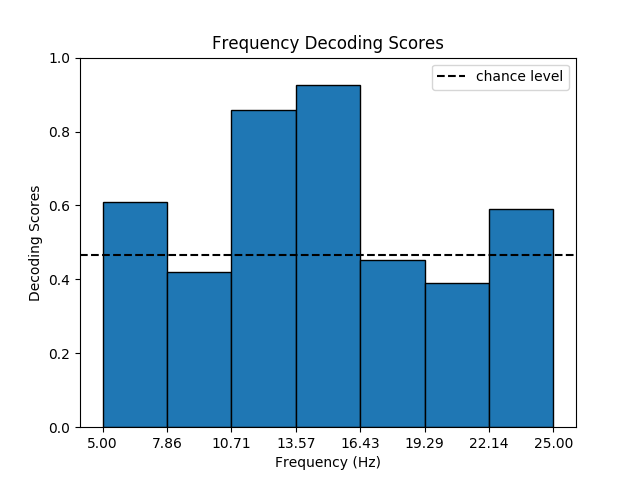 Frequency Decoding Scores
chance level
1.0
0.8
0.6
0.4
0.2
0.0
Decoding Scores
5.00 7.86 10.71 13.57 16.43 19.29 22.14 25.00
Frequency (Hz)